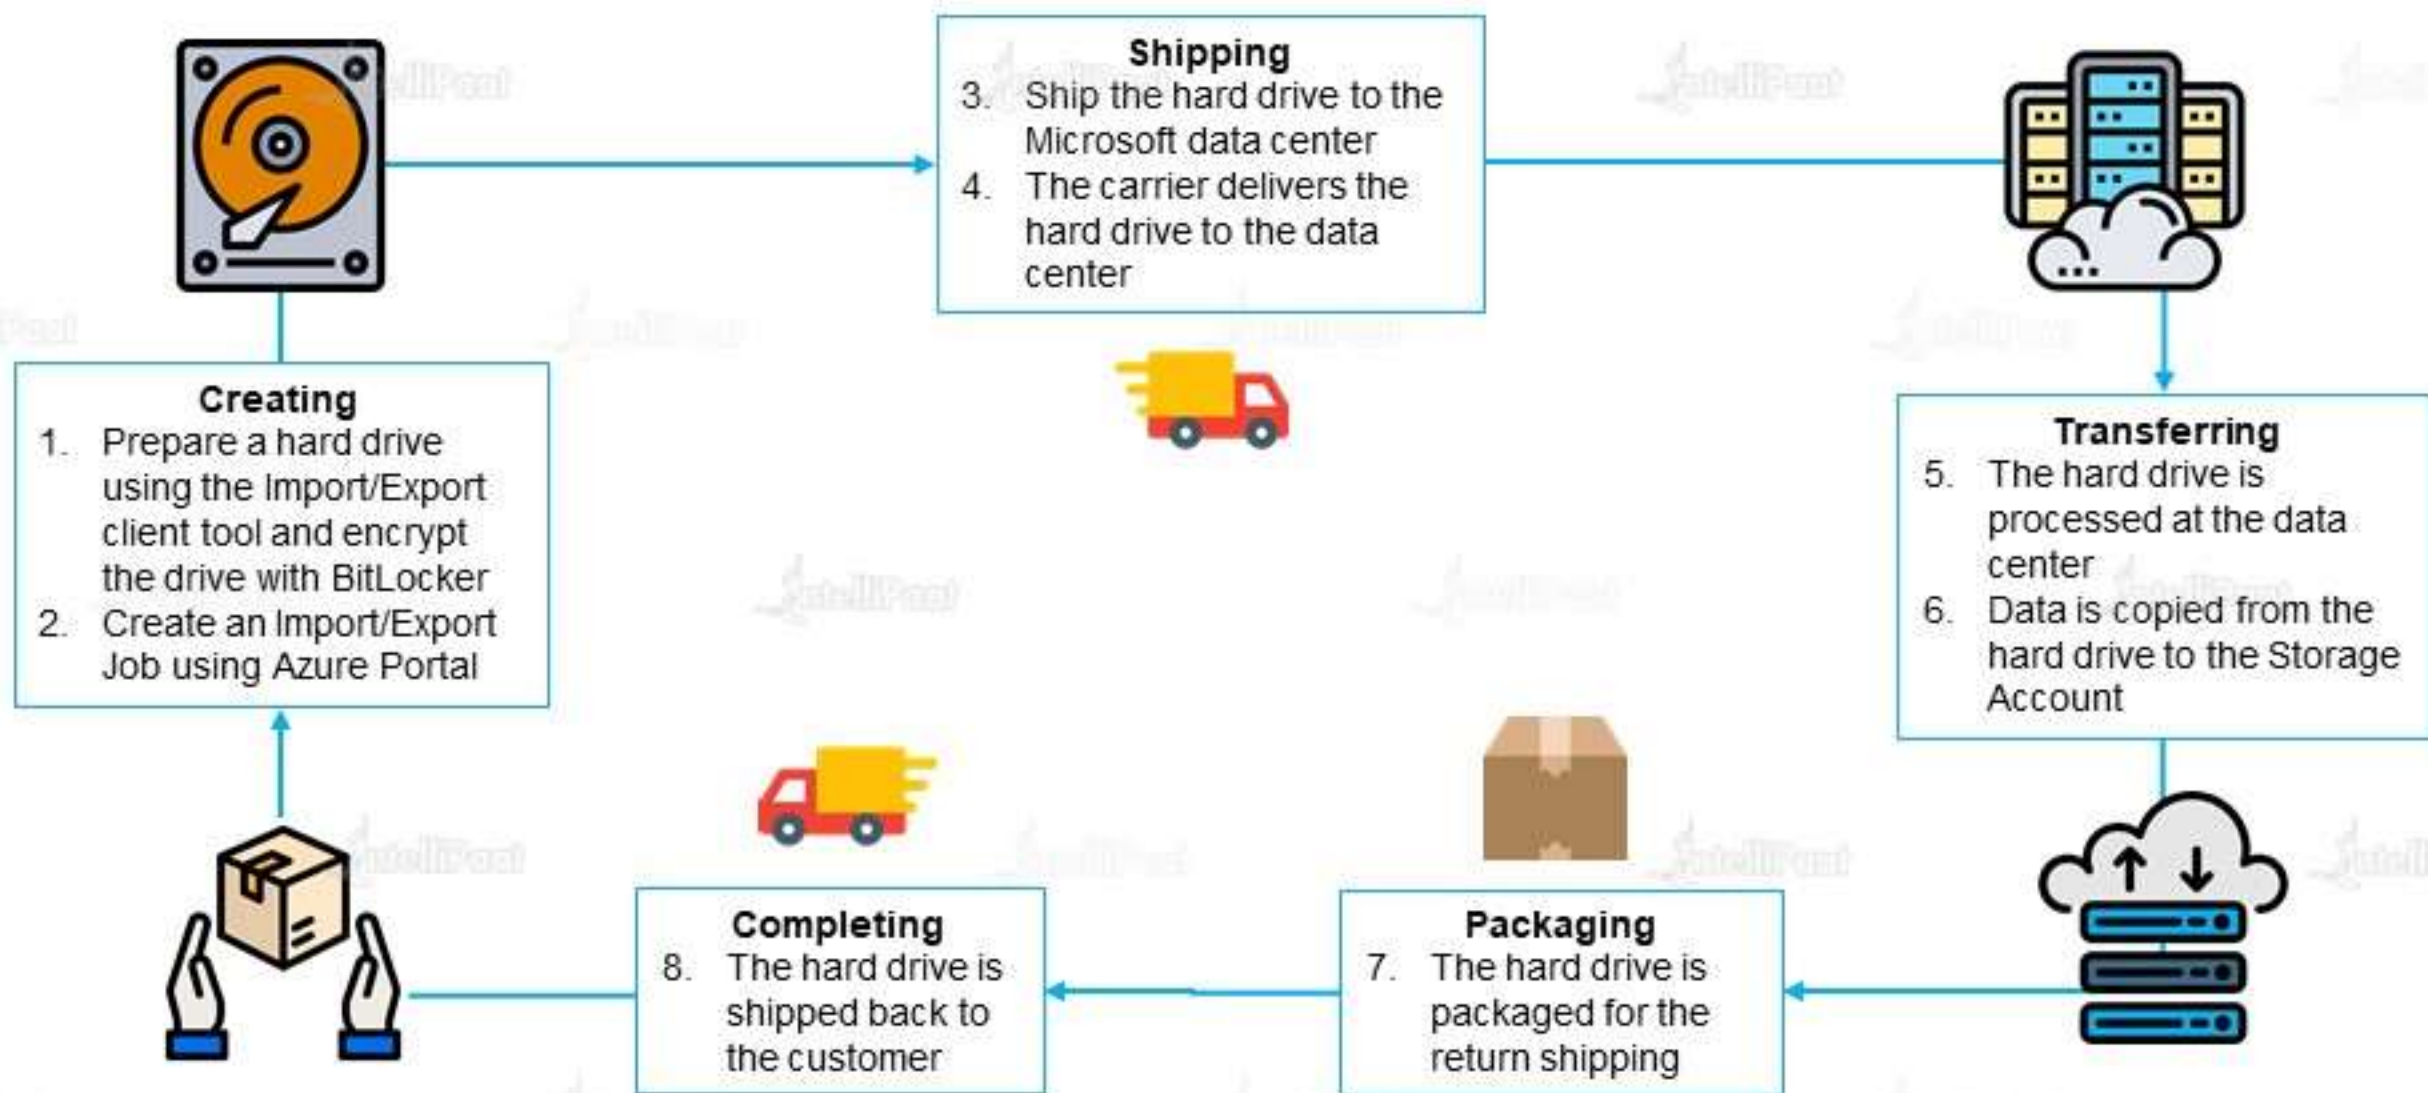 Shipping
3. Ship the hard drive to the
Microsoft data center
4. The carrier delivers the
hard drive to the data
center
Creating
1. Prepare a hard drive
using the Import/Export
client tool and encrypt
the drive with BitLocker
2. Create an Import/Export
Job using Azure Portal
Transferring
5. The hard drive is
processed at the data
center
6. Data is copied from the
hard drive to the Storage
Account
Packaging
7. The hard drive is
packaged for the
return shipping
Completing
8. The hard drive is
shipped back to
the customer